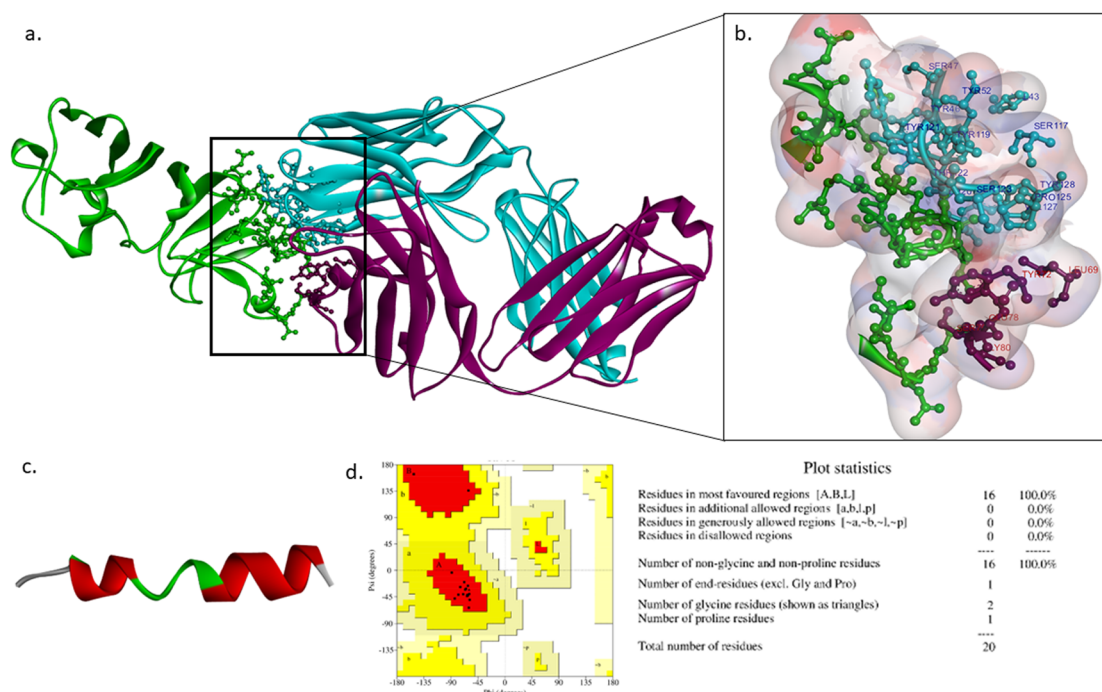 a.
b.
SER47
TYR52
SER117
TYR121
TYR119
SER123
TYR128
PRO125
127
TYR72
LEU69
c.
d.
Plot statistics
Residues in most favoured regions [A,B,L] 16 100.0%
Residues in additional allowed regions [a,b,l,p] 0 0.0%
Residues in generously allowed regions [~a,~b,~l,~p] 0 0.0%
Residues in disallowed regions 0 0.0%
---- ------
Number of non-glycine and non-proline residues 16 100.0%
Number of end-residues (excl. Gly and Pro) 1
Number of glycine residues (shown as triangles) 2
Number of proline residues 1
----
Total number of residues 20
Psi (degrees)
180
135
90
45
0
-45
-90
-135
B
b
~b
a
A
l
~p
p
-180 -135 -90 -45 0 45 90 135 180